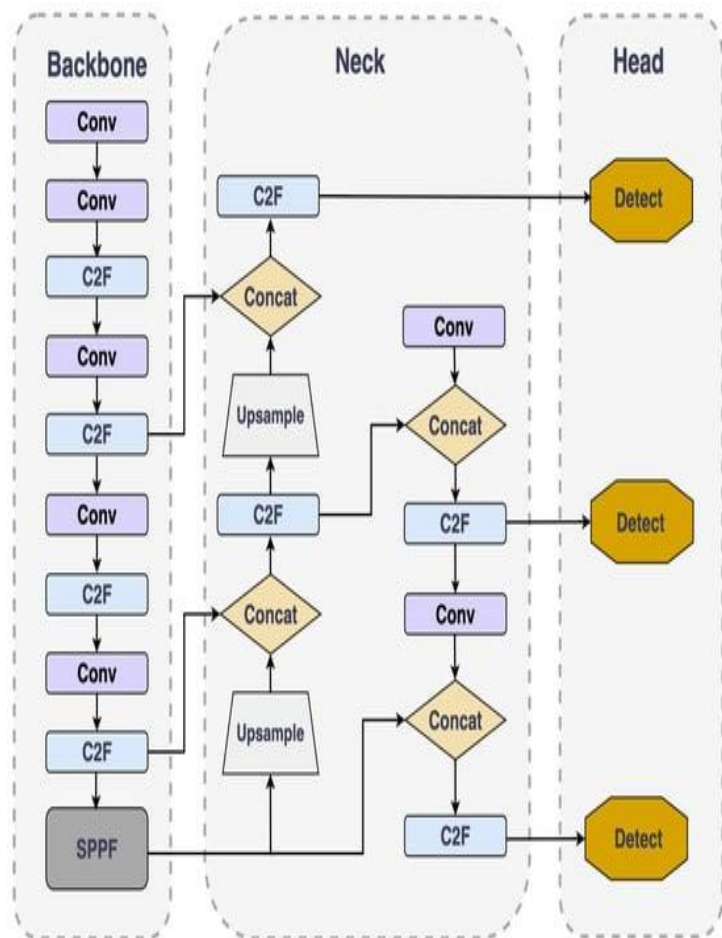 Backbone
Neck
Head
Conv
Conv
C2F
Conv
C2F
Conv
C2F
Conv
C2F
SPPF
C2F
Concat
Upsample
C2F
Concat
Upsample
Conv
Concat
C2F
Conv
Concat
C2F
Detect
Detect
Detect